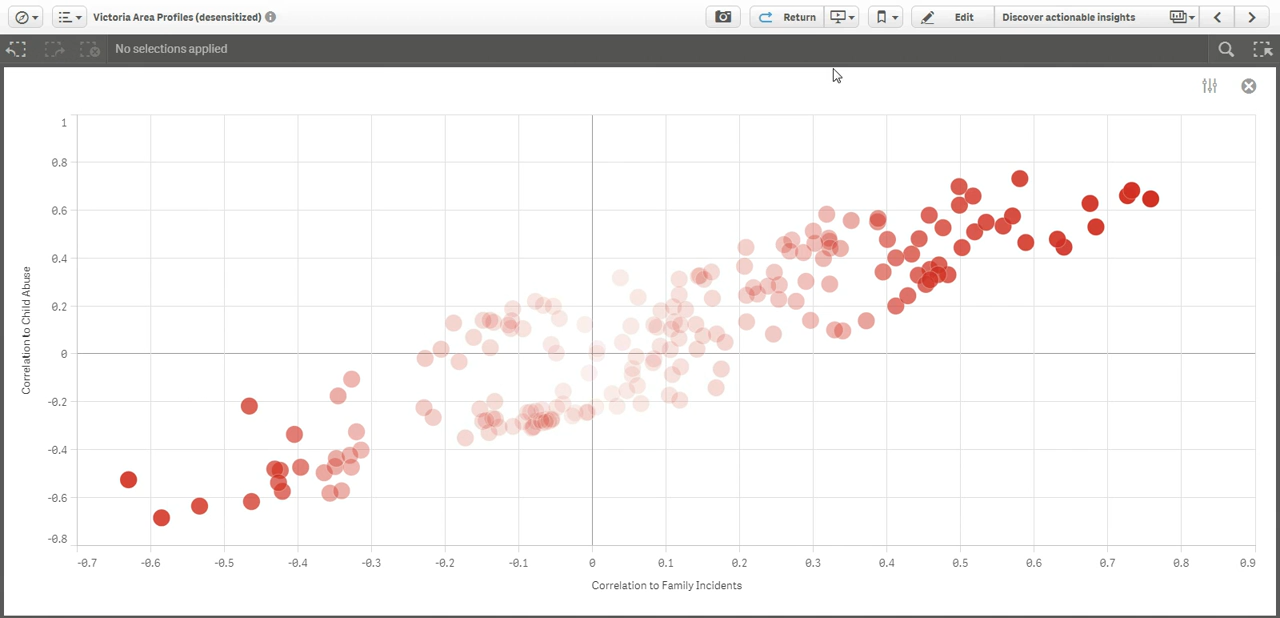 Victoria Area Profiles (desensitized)
Return
Edit
Discover actionable insights
No selections applied
1
0.8
0.6
0.4
0.2
0
-0.2
-0.4
-0.6
-0.8
Correlation to Child Abuse
-0.7 -0.6 -0.5 -0.4 -0.3 -0.2 -0.1 0 0.1 0.2 0.3 0.4 0.5 0.6 0.7 0.8 0.9
Correlation to Family Incidents